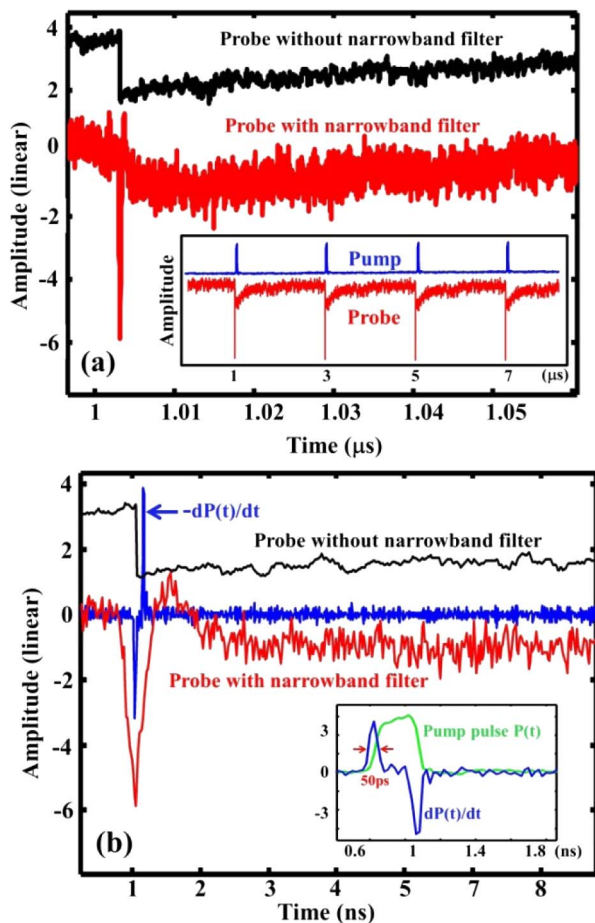 4
2
0
-2
-4
-6
Amplitude (linear)
Probe without narrowband filter
Probe with narrowband filter
Amplitude
Pump
Probe
1 3 5 7 (μs)
(a)
1 1.01 1.02 1.03 1.04 1.05
Time (μs)
4
2
0
-2
-4
-6
Amplitude (linear)
-dP(t)/dt
Probe without narrowband filter
Probe with narrowband filter
3
0
-3
Pump pulse P(t)
50ps
dP(t)/dt
0.6 1 1.4 1.8 (ns)
(b)
1 2 3 4 5 6 7 8
Time (ns)